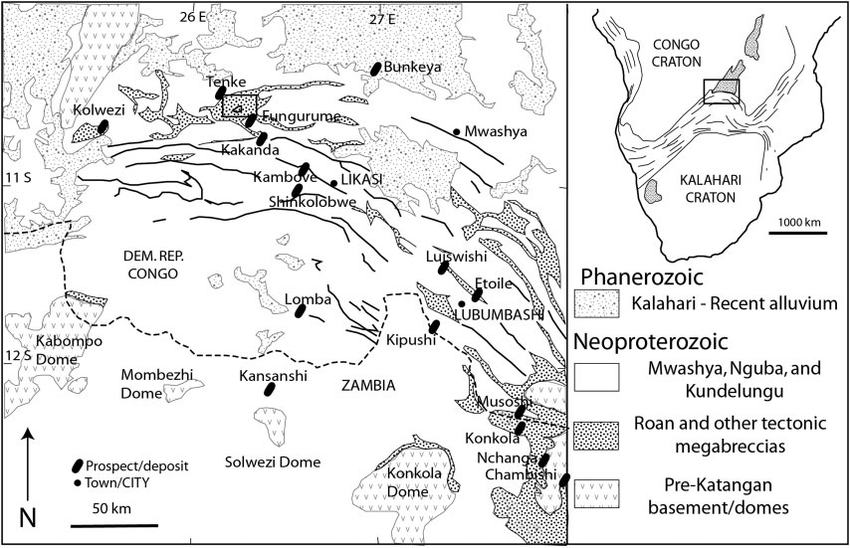 26 E
27 E
Bunkeya
Tenke
Kolwezi
Fungurume
Mwashya
Kakanda
11 S
Kambove
LIKASI
Shinkolobwe
DEM. REP.
CONGO
Luiswishi
Etoile
Lomba
LUBUMBASHI
Kipushi
12 S
Kabompo
Dome
Mombezhi
Dome
Kansanshi
ZAMBIA
Musoshi
Konkola
Nchanga
Chambishi
Solwezi Dome
Konkola
Dome
Prospect/deposit
Town/CITY
50 km
N
CONGO
CRATON
KALAHARI
CRATON
1000 km
Phanerozoic
Kalahari - Recent alluvium
Neoproterozoic
Mwashya, Nguba, and
Kundelungu
Roan and other tectonic
megabreccias
Pre-Katangan
basement/domes